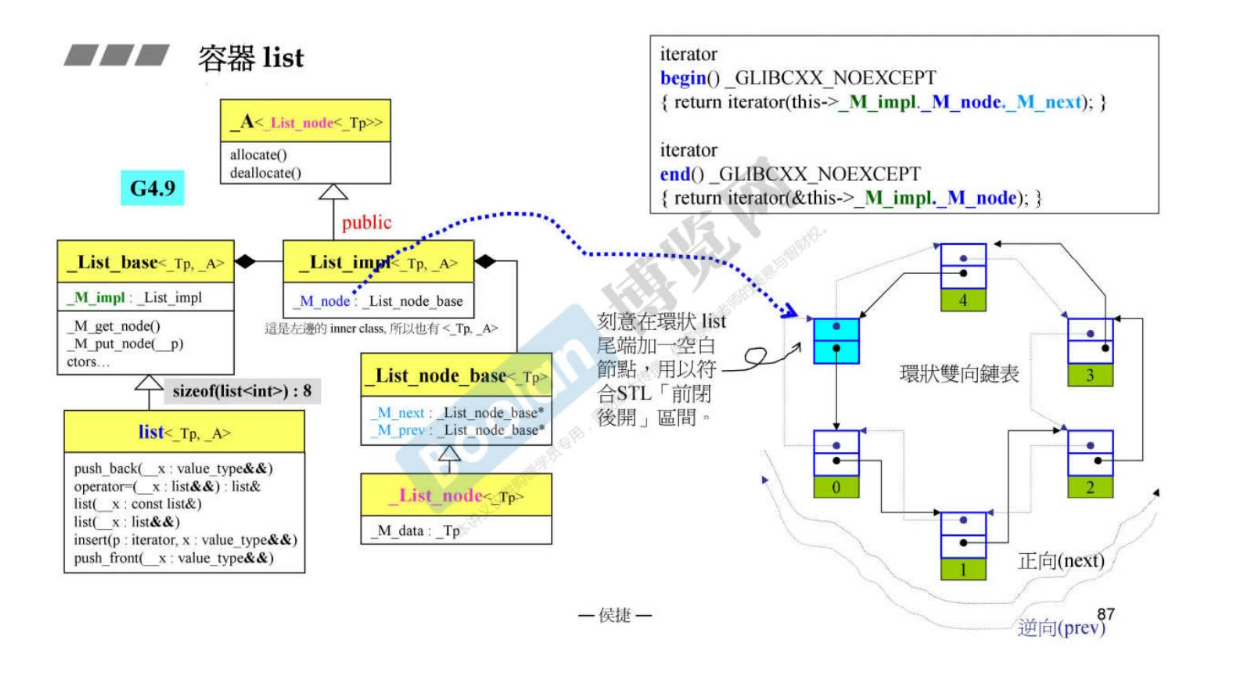 容器 list
iterator
begin() _GLIBCXX_NOEXCEPT
{ return iterator(this->_M_impl._M_node._M_next); }
iterator
end() _GLIBCXX_NOEXCEPT
{ return iterator(&this->_M_impl._M_node); }
_A<_List_node<_Tp>>
allocate()
deallocate()
G4.9
public
_List_base<_Tp, _A>
_M_impl : _List_impl
_M_get_node()
_M_put_node(__p)
ctors…
_List_impl<_Tp, _A>
_M_node : _List_node_base
這是左邊的 inner class, 所以也有 <_Tp, _A>
sizeof(list<int>) : 8
list<_Tp, _A>
push_back(__x : value_type&&)
operator=(__x : list&&) : list&
list(__x : const list&)
list(__x : list&&)
insert(p : iterator, x : value_type&&)
push_front(__x : value_type&&)
_List_node_base<_Tp>
_M_next : _List_node_base*
_M_prev : _List_node_base*
_List_node<_Tp>
_M_data : _Tp
刻意在環狀 list
尾端加一空白
節點，用以符
合STL「前閉
後開」區間。
環狀雙向鏈表
4
3
0
2
1
正向(next)
逆向(prev)
— 侯捷 —
87
Boolan
博览网